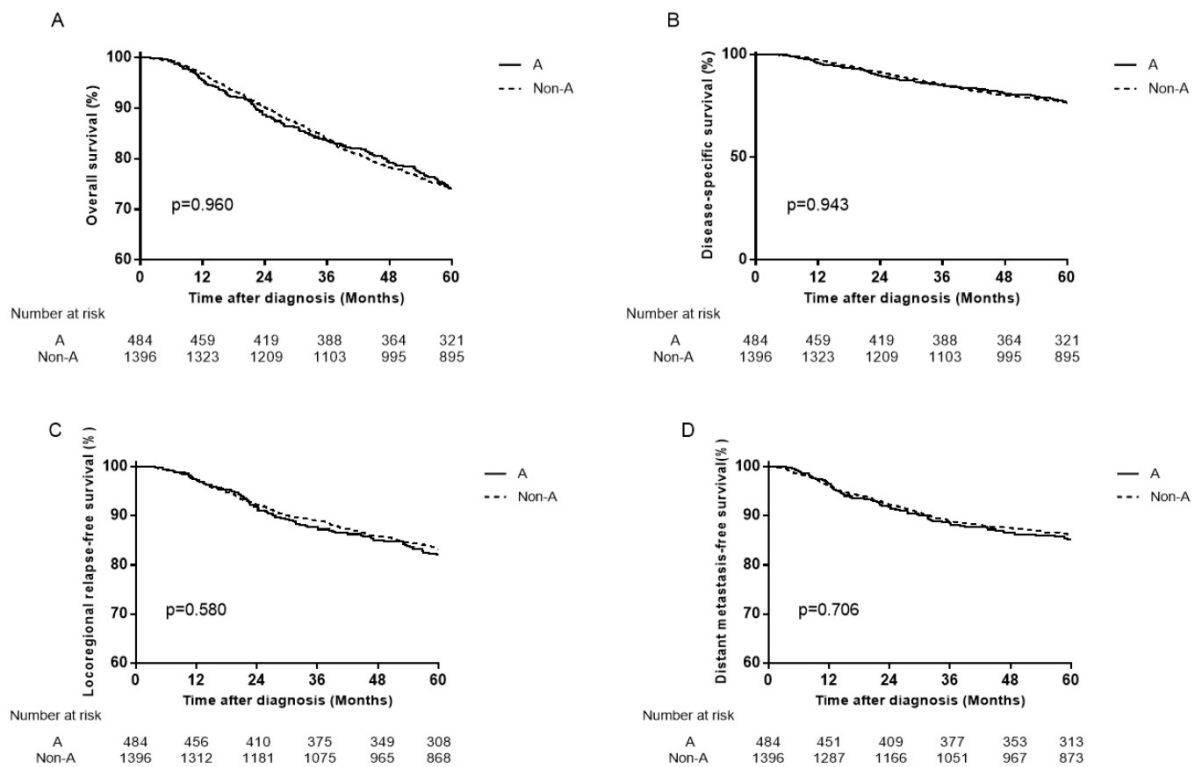 A
Overall survival (%)
100
90
80
70
60
0 12 24 36 48 60
Time after diagnosis (Months)
p=0.960
A
Non-A
Number at risk
A 484 459 419 388 364 321
Non-A 1396 1323 1209 1103 995 895
B
Disease-specific survival (%)
100
50
0
0 12 24 36 48 60
Time after diagnosis (Months)
p=0.943
A
Non-A
Number at risk
A 484 459 419 388 364 321
Non-A 1396 1323 1209 1103 995 895
C
Locoregional relapse-free survival (%)
100
90
80
70
60
0 12 24 36 48 60
Time after diagnosis (Months)
p=0.580
A
Non-A
Number at risk
A 484 456 410 375 349 308
Non-A 1396 1312 1181 1075 965 868
D
Distant metastasis-free survival(%)
100
90
80
70
60
0 12 24 36 48 60
Time after diagnosis (Months)
p=0.706
A
Non-A
Number at risk
A 484 451 409 377 353 313
Non-A 1396 1287 1166 1051 967 873